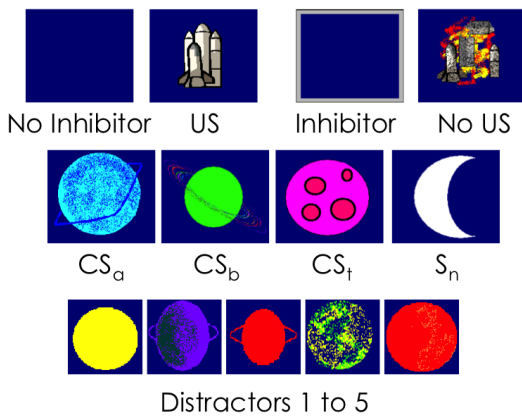 No Inhibitor US Inhibitor No US
CSa CSb CSt Sn
Distractors 1 to 5